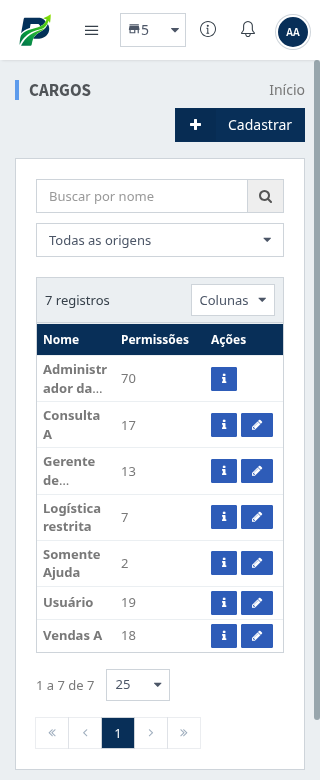 5
AA
CARGOS
Início
Cadastrar
Buscar por nome
Todas as origens
7 registros
Colunas
Nome Permissões Ações
Administr
ador da...
70
Consulta
A
17
Gerente
de...
13
Logística
restrita
7
Somente
Ajuda
2
Usuário 19
Vendas A 18
1 a 7 de 7
25
« ‹ 1 › »